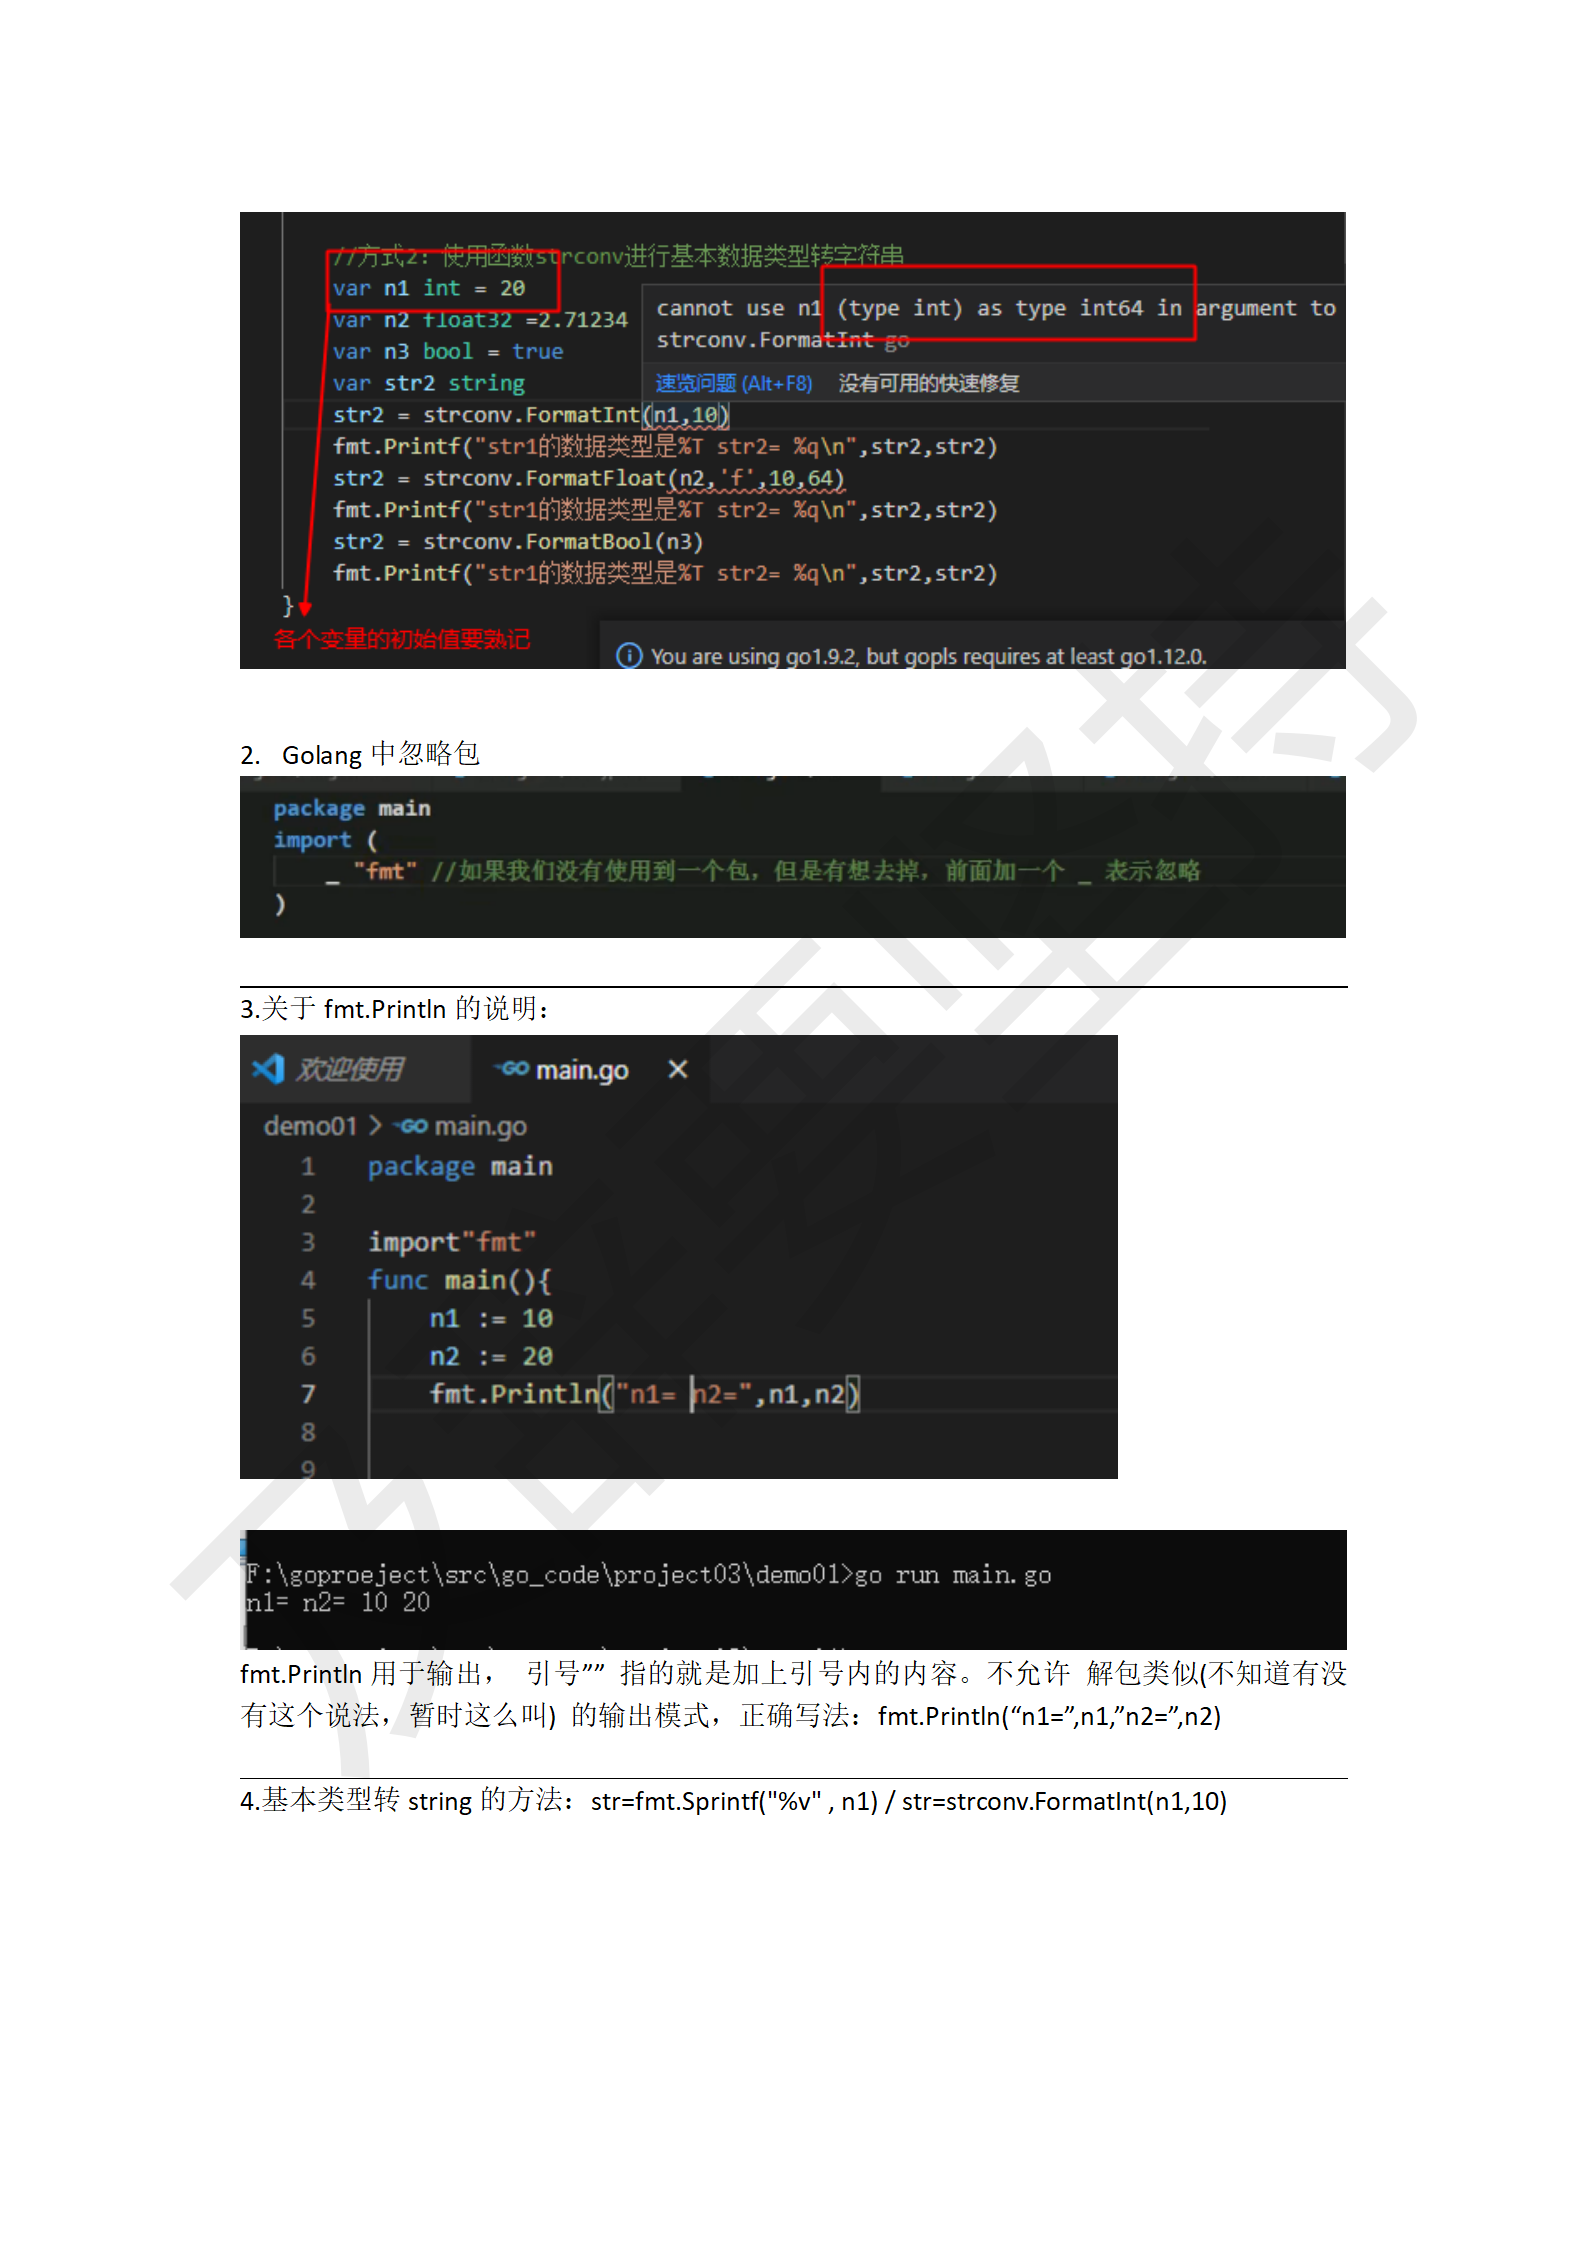 //方式2：使用函数strconv进行基本数据类型转字符串
var n1 int = 20
var n2 float32 =2.71234
var n3 bool = true
var str2 string
cannot use n1 (type int) as type int64 in argument to
strconv.FormatInt go
速览问题 (Alt+F8) 没有可用的快速修复
str2 = strconv.FormatInt(n1,10)
fmt.Printf("str1的数据类型是%T str2= %q\n",str2,str2)
str2 = strconv.FormatFloat(n2,'f',10,64)
fmt.Printf("str1的数据类型是%T str2= %q\n",str2,str2)
str2 = strconv.FormatBool(n3)
fmt.Printf("str1的数据类型是%T str2= %q\n",str2,str2)
}
各个变量的初始值要熟记
You are using go1.9.2, but gopls requires at least go1.12.0.
2. Golang 中忽略包
package main
import (
_ "fmt" //如果我们没有使用到一个包，但是有想去掉，前面加一个 _ 表示忽略
)
3.关于 fmt.Println 的说明：
欢迎使用 main.go
demo01 > main.go
1 package main
2
3 import"fmt"
4 func main(){
5 n1 := 10
6 n2 := 20
7 fmt.Println("n1= n2=",n1,n2)
8
9
F:\goproeject\src\go_code\project03\demo01>go run main.go
n1= n2= 10 20
fmt.Println 用于输出， 引号”” 指的就是加上引号内的内容。不允许 解包类似(不知道有没
有这个说法，暂时这么叫) 的输出模式，正确写法：fmt.Println(“n1=”,n1,”n2=”,n2)
4.基本类型转 string 的方法：str=fmt.Sprintf("%v" , n1) / str=strconv.FormatInt(n1,10)